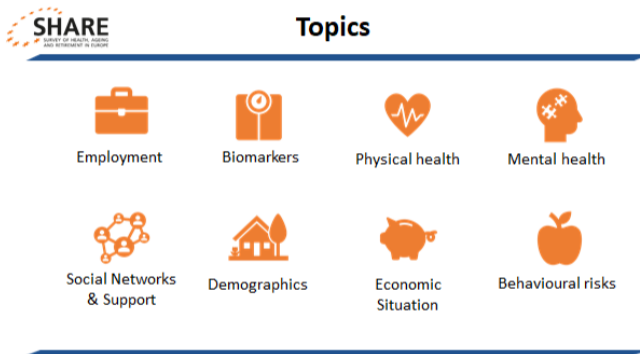 SHARE
SURVEY OF HEALTH, AGEING
AND RETIREMENT IN EUROPE
Topics
Employment
Biomarkers
Physical health
Mental health
Social Networks
& Support
Demographics
Economic
Situation
Behavioural risks